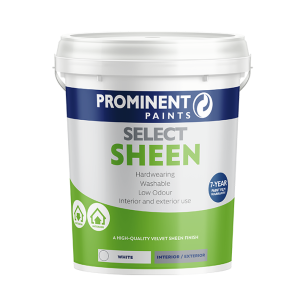 PROMINENT
PAINTS
SELECT
SHEEN
Hardwearing
Washable
Low Odour
Interior and exterior use
7-YEAR
A HIGH-QUALITY VELVET SHEEN FINISH
WHITE
INTERIOR / EXTERIOR